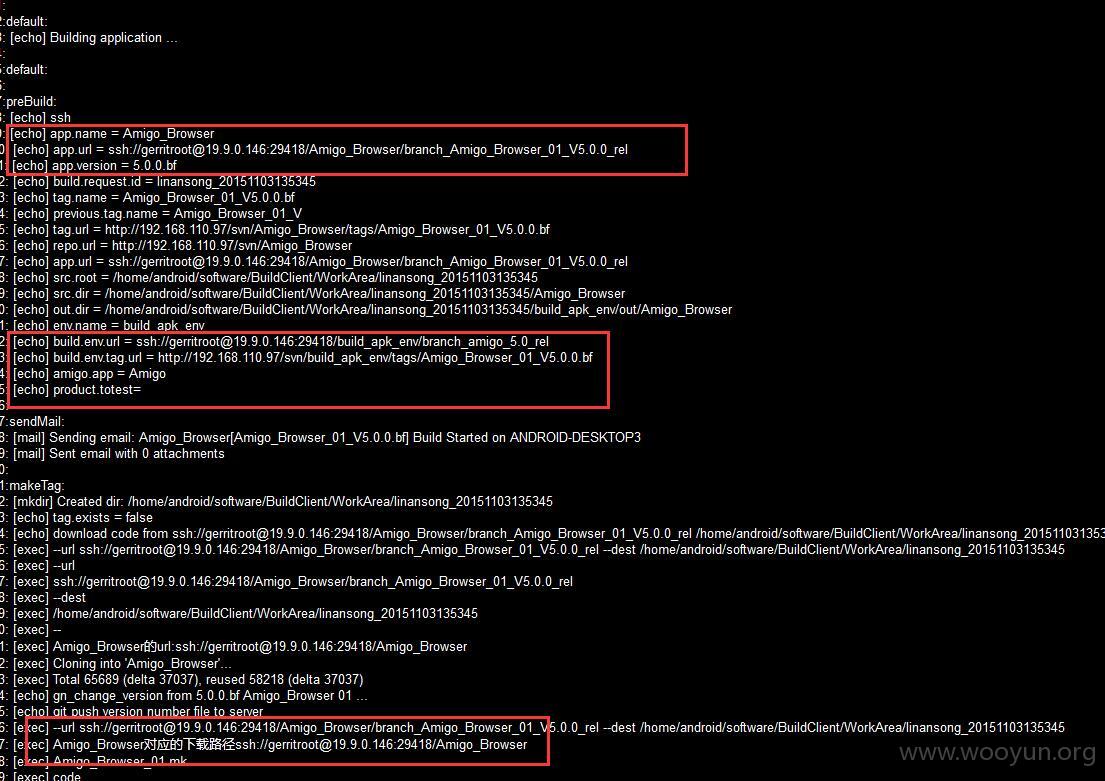 :
2:default:
3: [echo] Building application ...
4:
5:default:
6:
7:preBuild:
8: [echo] ssh
9: [echo] app.name = Amigo_Browser
0: [echo] app.url = ssh://gerritroot@19.9.0.146:29418/Amigo_Browser/branch_Amigo_Browser_01_V5.0.0_rel
1: [echo] app.version = 5.0.0.bf
2: [echo] build.request.id = linansong_20151103135345
3: [echo] tag.name = Amigo_Browser_01_V5.0.0.bf
4: [echo] previous.tag.name = Amigo_Browser_01_V
5: [echo] tag.url = http://192.168.110.97/svn/Amigo_Browser/tags/Amigo_Browser_01_V5.0.0.bf
6: [echo] repo.url = http://192.168.110.97/svn/Amigo_Browser
7: [echo] app.url = ssh://gerritroot@19.9.0.146:29418/Amigo_Browser/branch_Amigo_Browser_01_V5.0.0_rel
8: [echo] src.root = /home/android/software/BuildClient/WorkArea/linansong_20151103135345
9: [echo] src.dir = /home/android/software/BuildClient/WorkArea/linansong_20151103135345/Amigo_Browser
0: [echo] out.dir = /home/android/software/BuildClient/WorkArea/linansong_20151103135345/build_apk_env/out/Amigo_Browser
1: [echo] env.name = build_apk_env
2: [echo] build.env.url = ssh://gerritroot@19.9.0.146:29418/build_apk_env/branch_amigo_5.0_rel
3: [echo] build.env.tag.url = http://192.168.110.97/svn/build_apk_env/tags/Amigo_Browser_01_V5.0.0.bf
4: [echo] amigo.app = Amigo
5: [echo] product.totest=
6:
7:sendMail:
8: [mail] Sending email: Amigo_Browser[Amigo_Browser_01_V5.0.0.bf] Build Started on ANDROID-DESKTOP3
9: [mail] Sent email with 0 attachments
0:
1:makeTag:
2: [mkdir] Created dir: /home/android/software/BuildClient/WorkArea/linansong_20151103135345
3: [echo] tag.exists = false
4: [echo] download code from ssh://gerritroot@19.9.0.146:29418/Amigo_Browser/branch_Amigo_Browser_01_V5.0.0_rel /home/android/software/BuildClient/WorkArea/linansong_201511031353
5: [exec] --url ssh://gerritroot@19.9.0.146:29418/Amigo_Browser/branch_Amigo_Browser_01_V5.0.0_rel --dest /home/android/software/BuildClient/WorkArea/linansong_20151103135345
6: [exec] --url
7: [exec] ssh://gerritroot@19.9.0.146:29418/Amigo_Browser/branch_Amigo_Browser_01_V5.0.0_rel
8: [exec] --dest
9: [exec] /home/android/software/BuildClient/WorkArea/linansong_20151103135345
0: [exec] --
1: [exec] Amigo_Browser的url:ssh://gerritroot@19.9.0.146:29418/Amigo_Browser
2: [exec] Cloning into 'Amigo_Browser'...
3: [exec] Total 65689 (delta 37037), reused 58218 (delta 37037)
4: [echo] gn_change_version from 5.0.0.bf Amigo_Browser 01 ...
5: [echo] git push version number file to server
6: [exec] --url ssh://gerritroot@19.9.0.146:29418/Amigo_Browser/branch_Amigo_Browser_01_V5.0.0_rel --dest /home/android/software/BuildClient/WorkArea/linansong_20151103135345
7: [exec] Amigo_Browser对应的下载路径ssh://gerritroot@19.9.0.146:29418/Amigo_Browser
8: [exec] Amigo_Browser_01.mk
9: [exec] code
www.wooyun.org